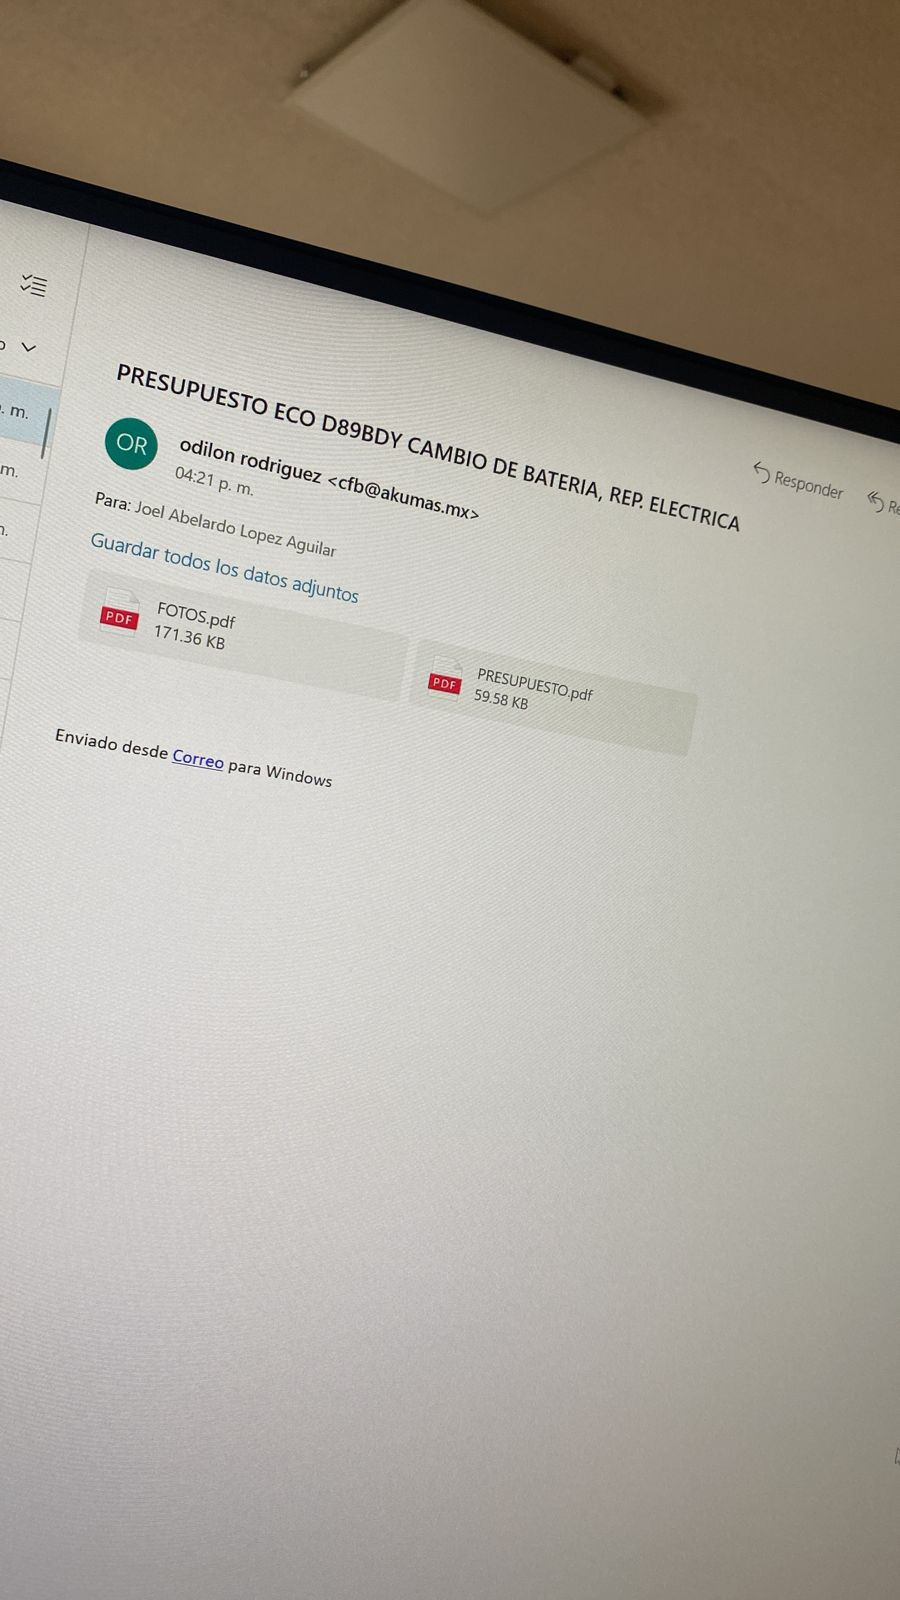 o
. m.
m.
n.
PRESUPUESTO ECO D89BDY CAMBIO DE BATERIA, REP. ELECTRICA
OR
odilon rodriguez <cfb@akumas.mx>
04:21 p. m.
Responder
Re
Para: Joel Abelardo Lopez Aguilar
Guardar todos los datos adjuntos
PDF
FOTOS.pdf
171.36 KB
PDF
PRESUPUESTO.pdf
59.58 KB
Enviado desde Correo para Windows